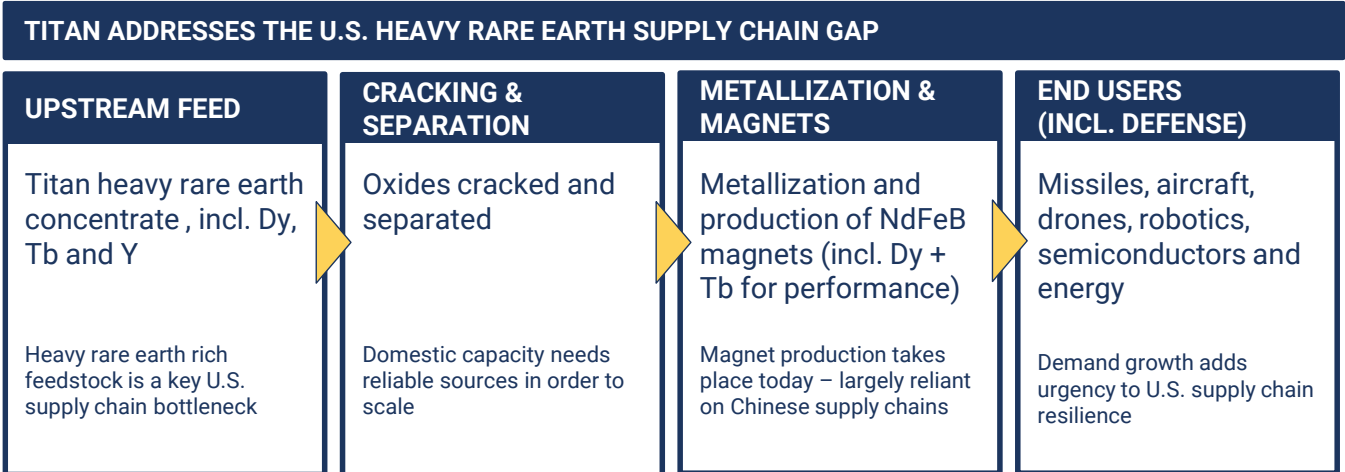 TITAN ADDRESSES THE U.S. HEAVY RARE EARTH SUPPLY CHAIN GAP
UPSTREAM FEED
Titan heavy rare earth
concentrate , incl. Dy,
Tb and Y
Heavy rare earth rich
feedstock is a key U.S.
supply chain bottleneck
CRACKING &
SEPARATION
Oxides cracked and
separated
Domestic capacity needs
reliable sources in order to
scale
METALLIZATION &
MAGNETS
Metallization and
production of NdFeB
magnets (incl. Dy +
Tb for performance)
Magnet production takes
place today – largely reliant
on Chinese supply chains
END USERS
(INCL. DEFENSE)
Missiles, aircraft,
drones, robotics,
semiconductors and
energy
Demand growth adds
urgency to U.S. supply chain
resilience